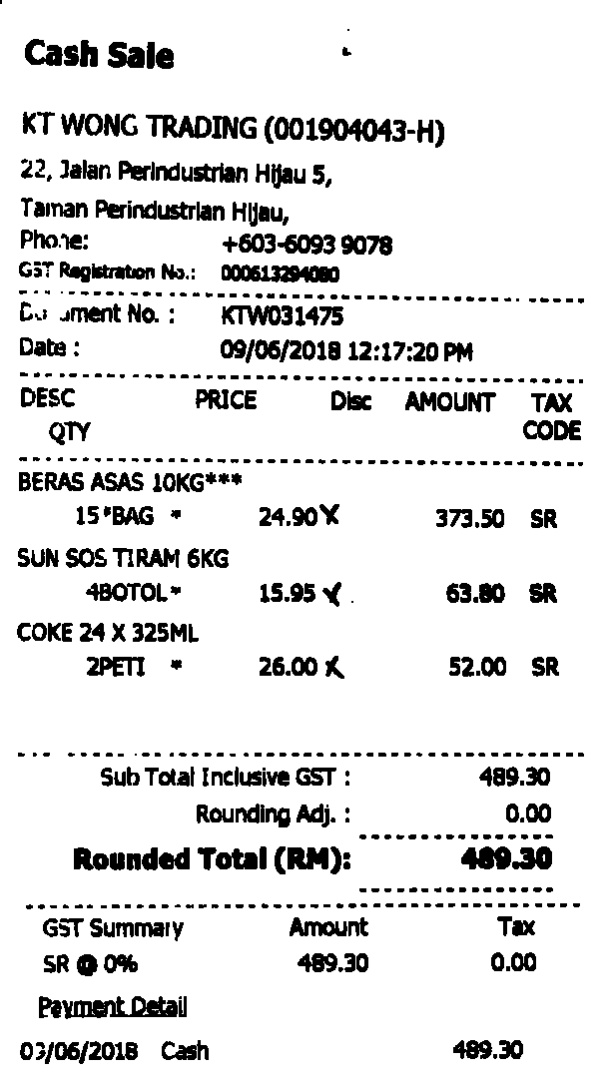 Cash Sale
KT WONG TRADING (001904043-H)
22, Jalan Perindustrian Hijau 5,
Taman Perindustrian Hijau,
Phone: +603-6093 9078
GST Registration No.: 000613294080
Document No. : KTW031475
Date : 09/06/2018 12:17:20 PM
DESC PRICE Disc AMOUNT TAX
QTY CODE
BERAS ASAS 10KG***
15*BAG * 24.90 373.50 SR
SUN SOS TIRAM 6KG
4BOTOL* 15.95 63.80 SR
COKE 24 X 325ML
2PETI * 26.00 52.00 SR
Sub Total Inclusive GST : 489.30
Rounding Adj. : 0.00
Rounded Total (RM): 489.30
GST Summary Amount Tax
SR @ 0% 489.30 0.00
Payment Detail
Cash 489.30